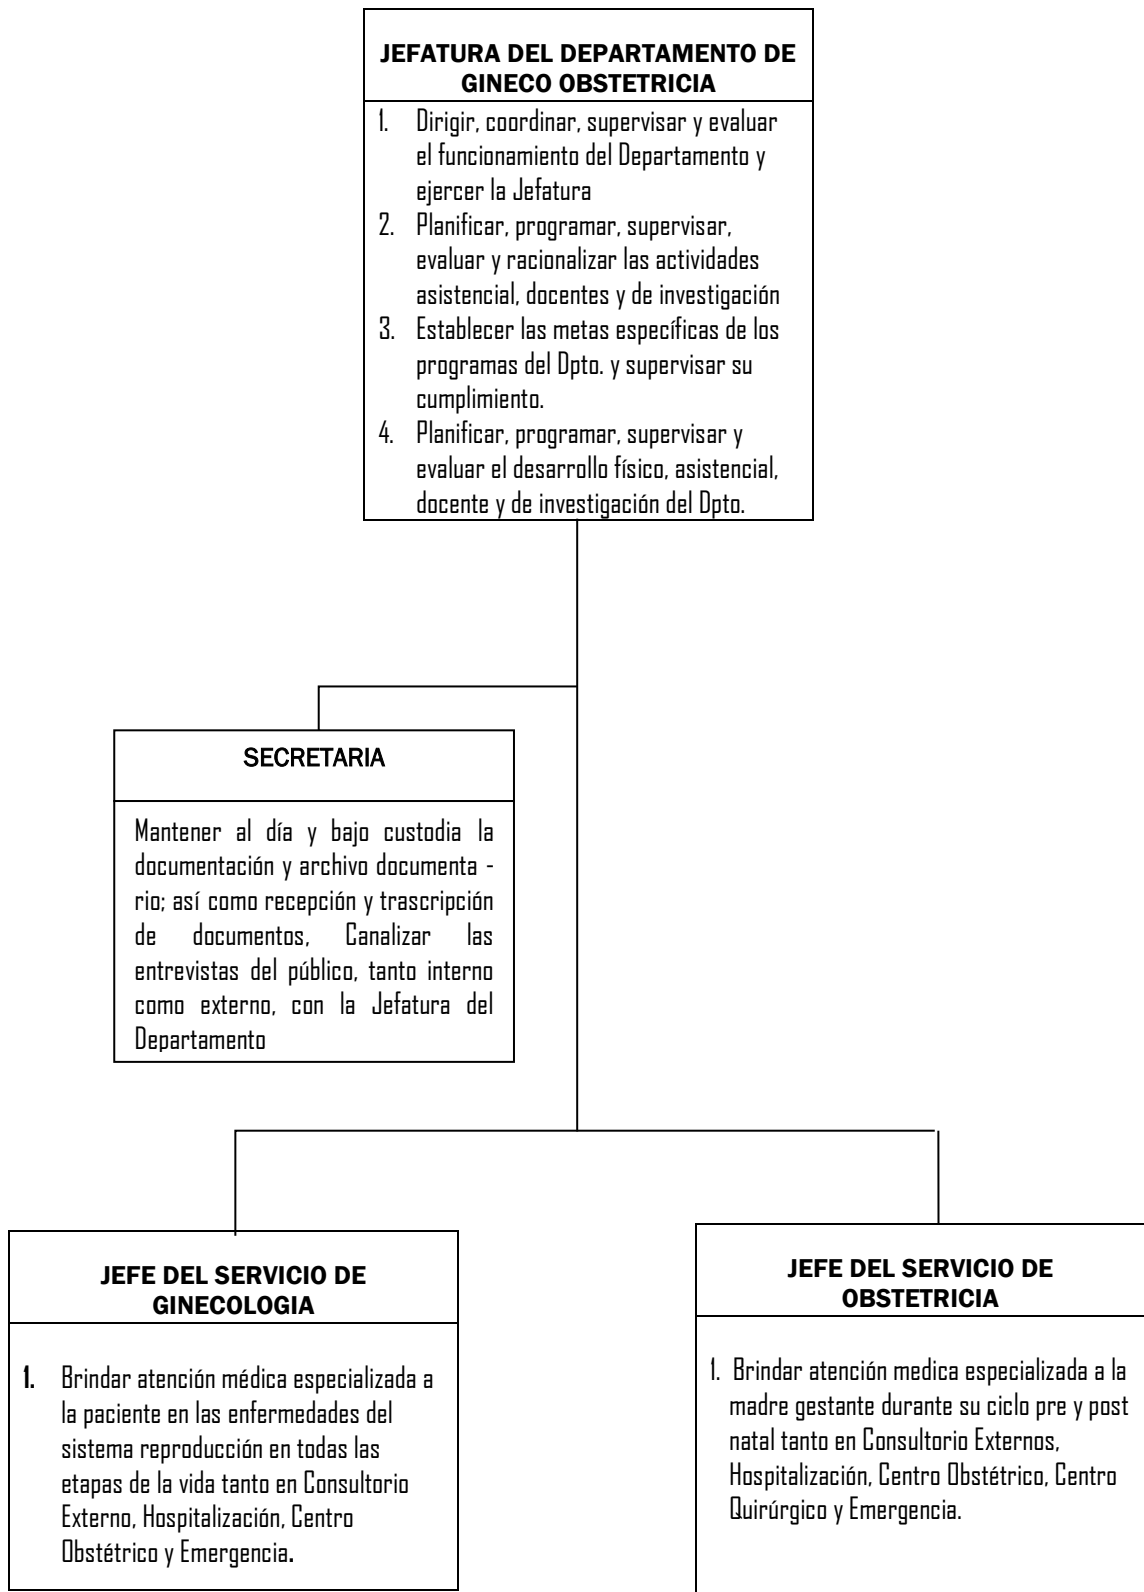 JEFATURA DEL DEPARTAMENTO DE
GINECO OBSTETRICIA
1. Dirigir, coordinar, supervisar y evaluar
el funcionamiento del Departamento y
ejercer la Jefatura
2. Planificar, programar, supervisar,
evaluar y racionalizar las actividades
asistencial, docentes y de investigación
3. Establecer las metas específicas de los
programas del Dpto. y supervisar su
cumplimiento.
4. Planificar, programar, supervisar y
evaluar el desarrollo físico, asistencial,
docente y de investigación del Dpto.
SECRETARIA
Mantener al día y bajo custodia la
documentación y archivo documenta -
rio; así como recepción y trascripción
de documentos, Canalizar las
entrevistas del público, tanto interno
como externo, con la Jefatura del
Departamento
JEFE DEL SERVICIO DE
GINECOLOGIA
1. Brindar atención médica especializada a
la paciente en las enfermedades del
sistema reproducción en todas las
etapas de la vida tanto en Consultorio
Externo, Hospitalización, Centro
Obstétrico y Emergencia.
JEFE DEL SERVICIO DE
OBSTETRICIA
1. Brindar atención medica especializada a la
madre gestante durante su ciclo pre y post
natal tanto en Consultorio Externos,
Hospitalización, Centro Obstétrico, Centro
Quirúrgico y Emergencia.